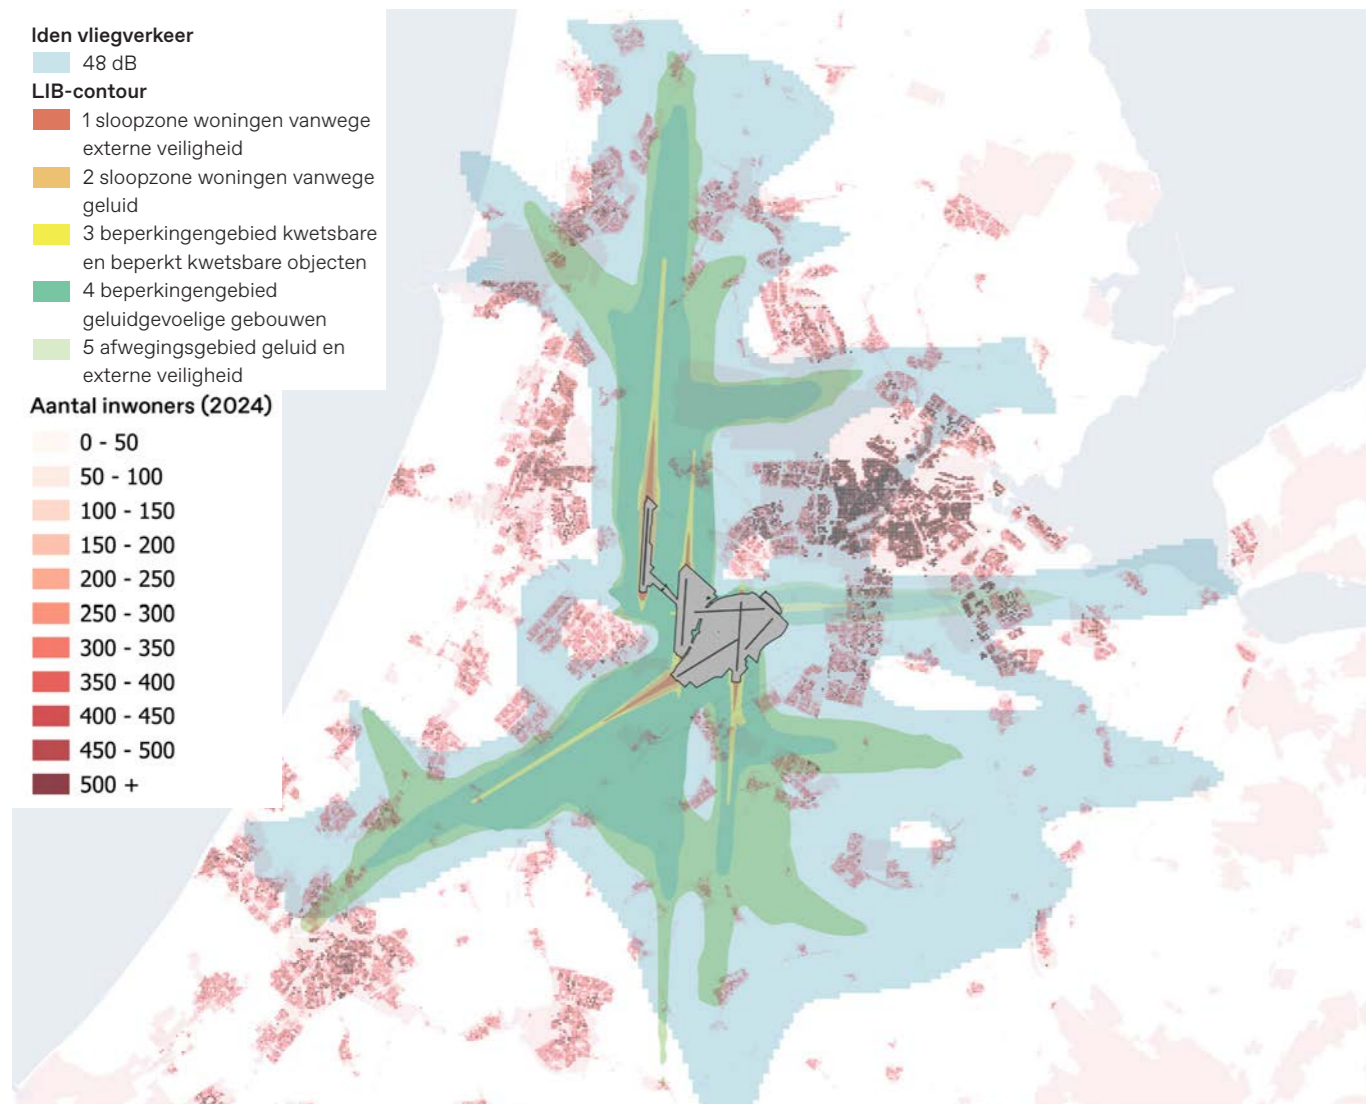 lden vliegverkeer
48 dB
LIB-contour
1 sloopzone woningen vanwege
externe veiligheid
2 sloopzone woningen vanwege
geluid
3 beperkingengebied kwetsbare
en beperkt kwetsbare objecten
4 beperkingengebied
geluidgevoelige gebouwen
5 afwegingsgebied geluid en
externe veiligheid
Aantal inwoners (2024)
0 - 50
50 - 100
100 - 150
150 - 200
200 - 250
250 - 300
300 - 350
350 - 400
400 - 450
450 - 500
500 +